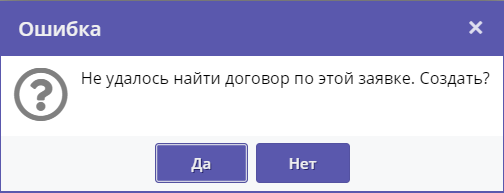 Ошибка
Не удалось найти договор по этой заявке. Создать?
Да
Нет